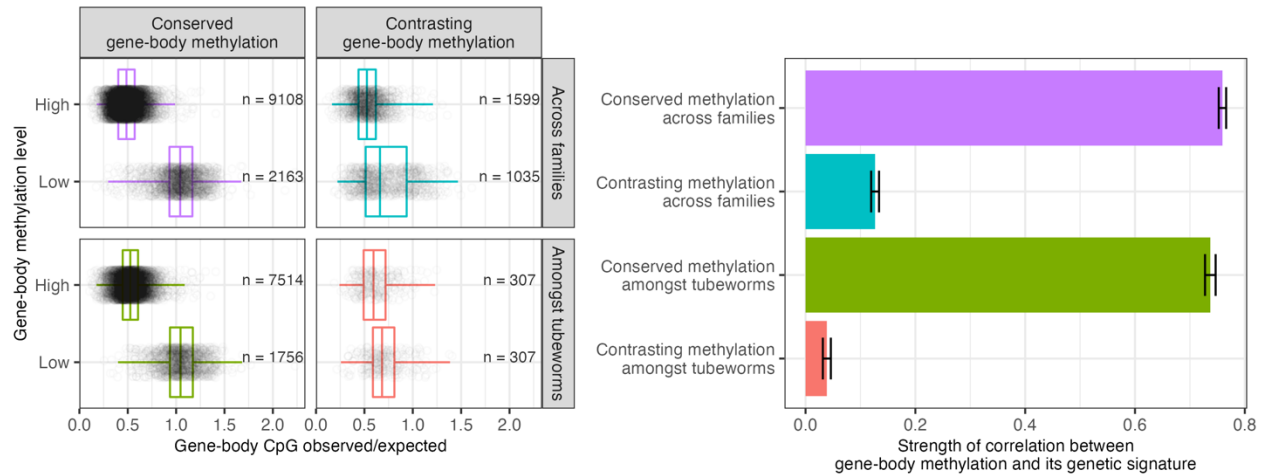 Conserved
gene-body methylation
Contrasting
gene-body methylation
Gene-body methylation level
High
Low
n = 9108
n = 2163
n = 1599
n = 1035
Across families
High
Low
n = 7514
n = 1756
n = 307
n = 307
Amongst tubeworms
0.0 0.5 1.0 1.5 2.0 0.0 0.5 1.0 1.5 2.0
Gene-body CpG observed/expected
Conserved methylation
across families
Contrasting methylation
across families
Conserved methylation
amongst tubeworms
Contrasting methylation
amongst tubeworms
0.0 0.2 0.4 0.6 0.8
Strength of correlation between
gene-body methylation and its genetic signature